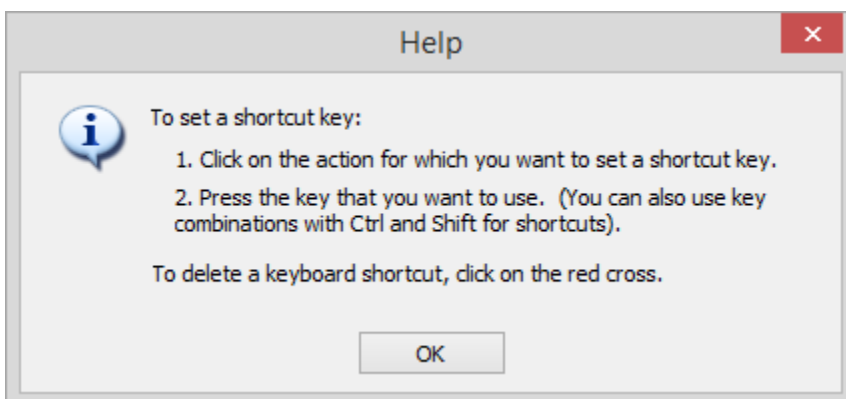 Help
To set a shortcut key:
1. Click on the action for which you want to set a shortcut key.
2. Press the key that you want to use.  (You can also use key
combinations with Ctrl and Shift for shortcuts).
To delete a keyboard shortcut, click on the red cross.
OK